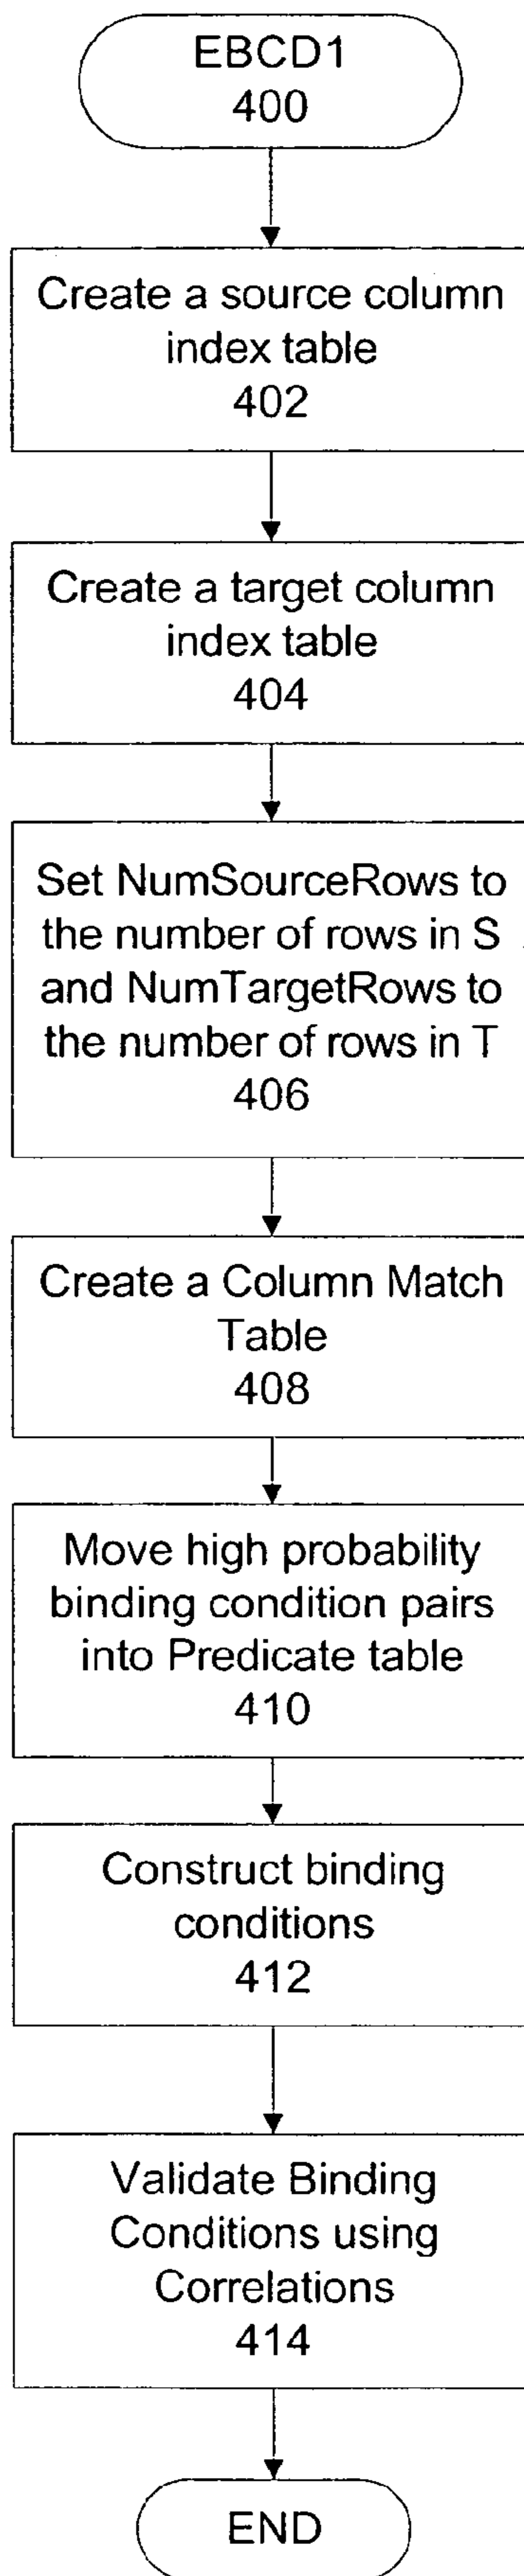 EBCD1
400
Create a source column
index table
402
Create a target column
index table
404
Set NumSourceRows to
the number of rows in S
and NumTargetRows to
the number of rows in T
406
Create a Column Match
Table
408
Move high probability
binding condition pairs
into Predicate table
410
Construct binding
conditions
412
Validate Binding
Conditions using
Correlations
414
END